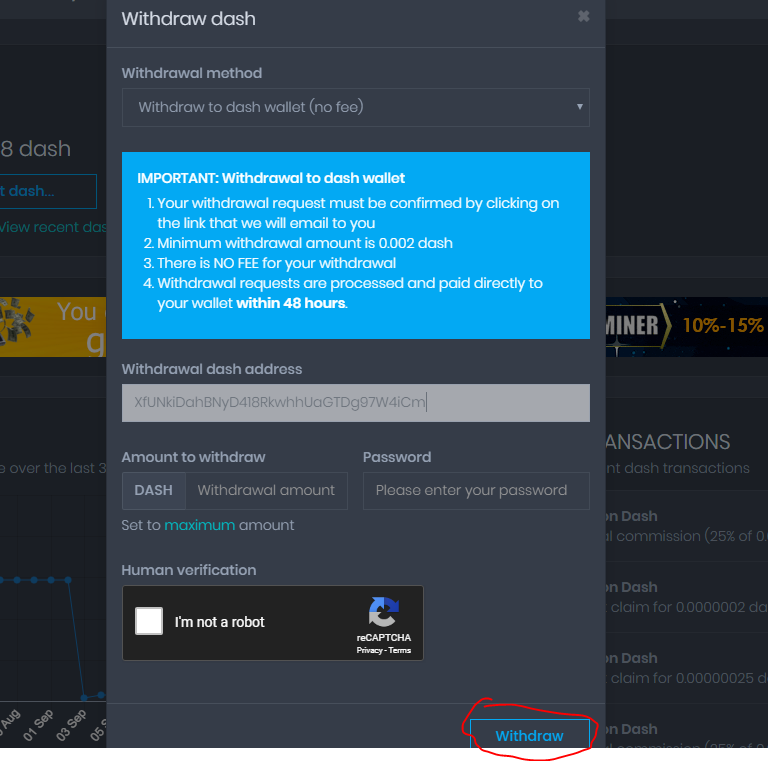 Withdraw dash
Withdrawal method
Withdraw to dash wallet (no fee)
IMPORTANT: Withdrawal to dash wallet
1. Your withdrawal request must be confirmed by clicking on
the link that we will email to you
2. Minimum withdrawal amount is 0.002 dash
3. There is NO FEE for your withdrawal
4. Withdrawal requests are processed and paid directly to
your wallet within 48 hours.
Withdrawal dash address
XfUNkiDahBNyD418RkwhhUaGTDg97W4iCm
Amount to withdraw
DASH
Withdrawal amount
Set to maximum amount
Password
Please enter your password
Human verification
I'm not a robot
reCAPTCHA
Privacy - Terms
Withdraw
8 dash
t dash...
View recent das
You
g
e over the last 3
Aug
01 Sep
03 Sep
05 S
MINER
10%-15%
ANSACTIONS
nt dash transactions
on Dash
al commission (25% of 0.0
on Dash
claim for 0.0000002 da
on Dash
claim for 0.00000025 d
on Dash